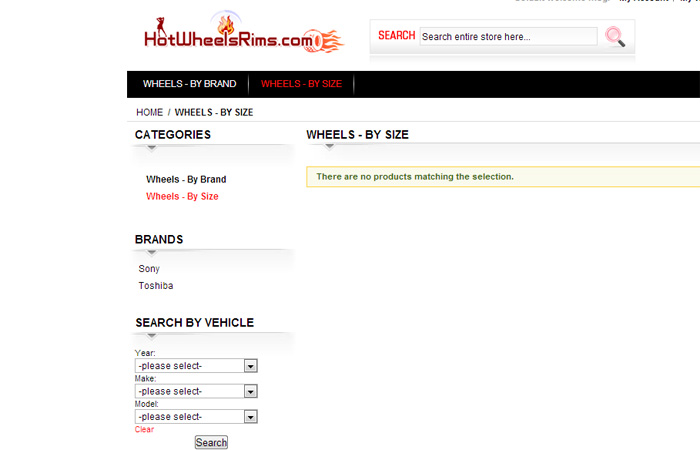 HotWheelsRims.com
SEARCH Search entire store here...
WHEELS - BY BRAND WHEELS - BY SIZE
HOME / WHEELS - BY SIZE
CATEGORIES
Wheels - By Brand
Wheels - By Size
BRANDS
Sony
Toshiba
SEARCH BY VEHICLE
Year:
-please select-
Make:
-please select-
Model:
-please select-
Clear
Search
WHEELS - BY SIZE
There are no products matching the selection.